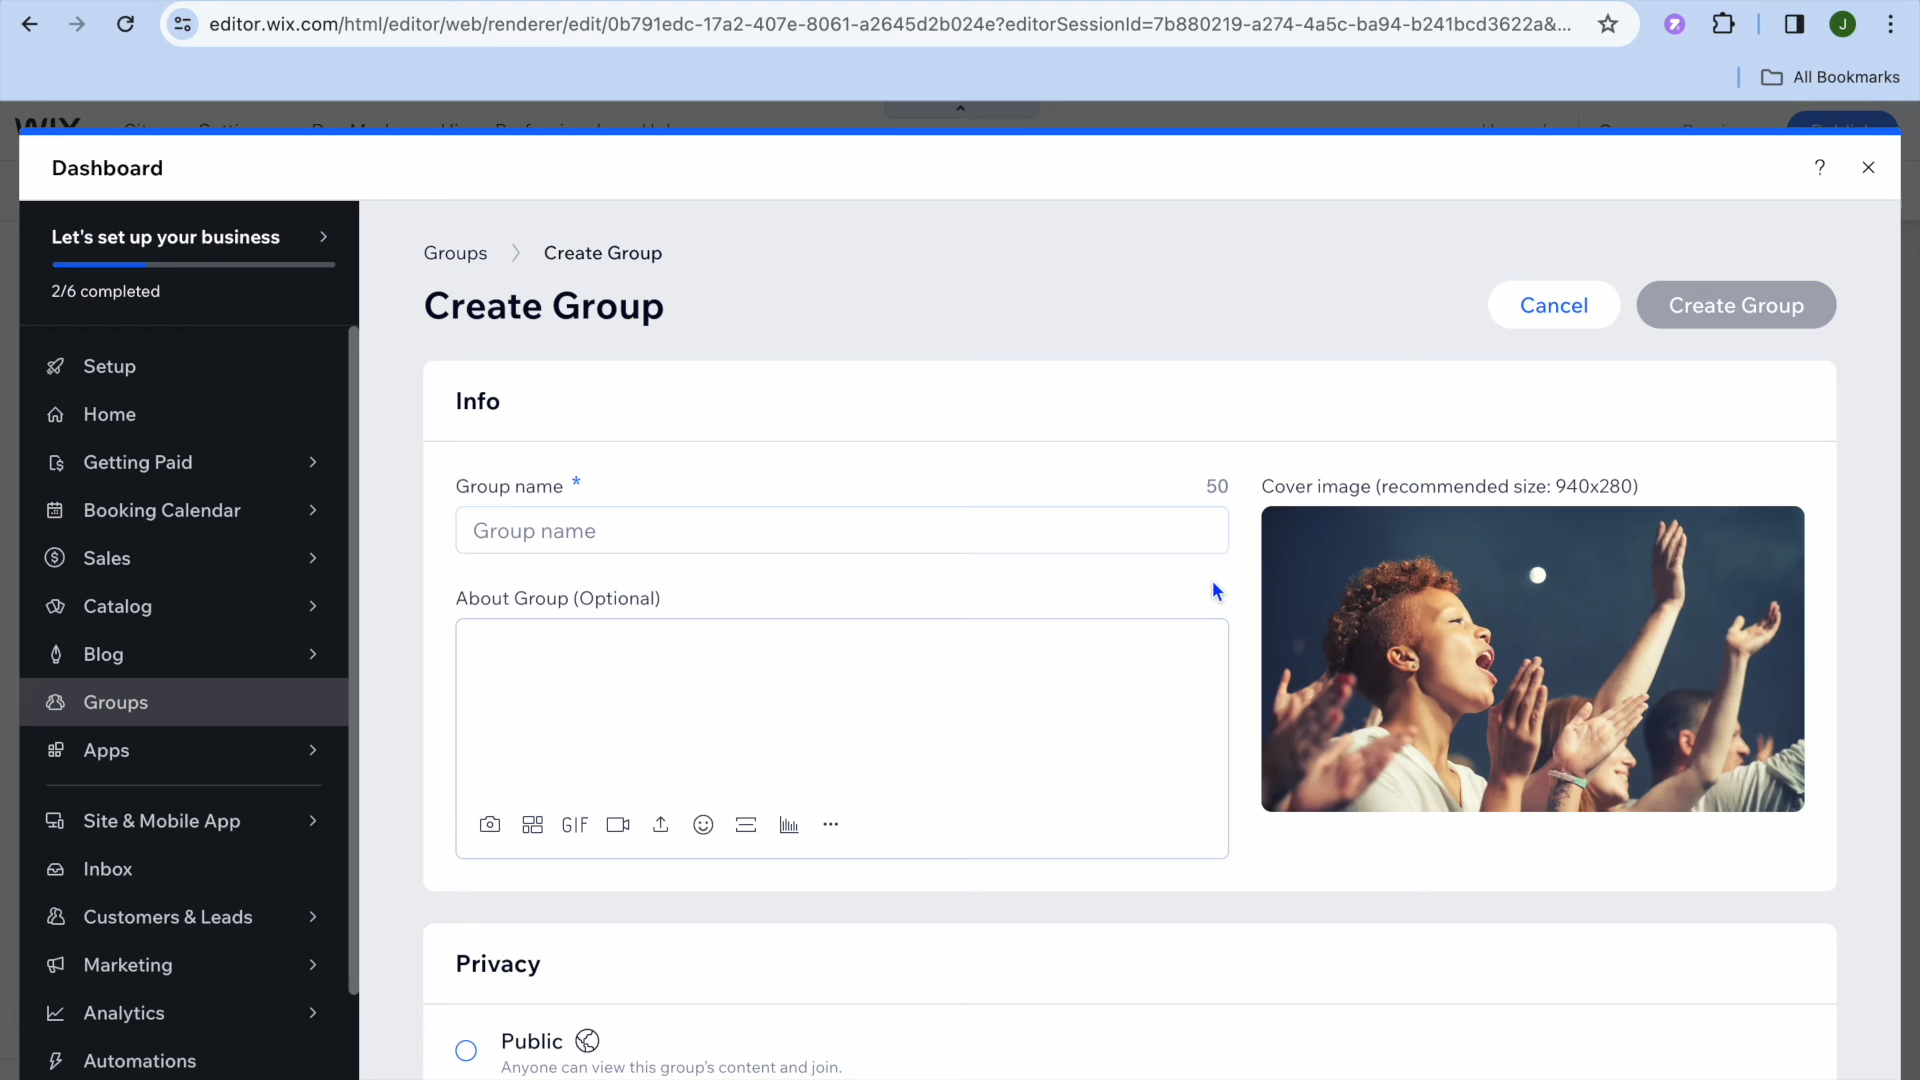 editor.wix.com/html/editor/web/renderer/edit/0b791edc-17a2-407e-8061-a2645d2b024e?editorSessionId=7b880219-a274-4a5c-ba94-b241bcd3622a&...
J
All Bookmarks
WIX
Dashboard
?
Let's set up your business
2/6 completed
Setup
Home
Getting Paid
Booking Calendar
Sales
Catalog
Blog
Groups
Apps
Site & Mobile App
Inbox
Customers & Leads
Marketing
Analytics
Automations
Groups > Create Group
Create Group
Cancel
Create Group
Info
Group name *
50
Group name
About Group (Optional)
GIF
Cover image (recommended size: 940x280)
Privacy
Public
Anyone can view this group's content and join.